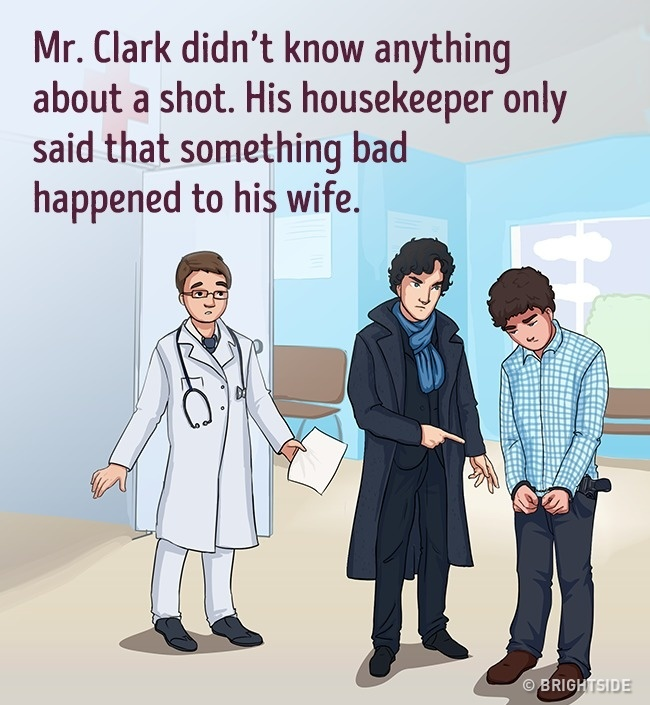 Mr. Clark didn’t know anything
about a shot. His housekeeper only
said that something bad
happened to his wife.
© BRIGHTSIDE